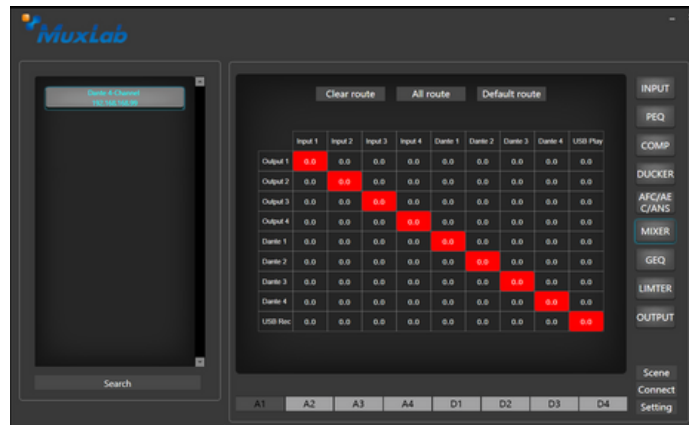 MuxLab
Dante 4-Channel
192.168.168.99
Search
Clear route All route Default route
Input 1 Input 2 Input 3 Input 4 Dante 1 Dante 2 Dante 3 Dante 4 USB Play
Output 1 0.0 0.0 0.0 0.0 0.0 0.0 0.0 0.0 0.0
Output 2 0.0 0.0 0.0 0.0 0.0 0.0 0.0 0.0 0.0
Output 3 0.0 0.0 0.0 0.0 0.0 0.0 0.0 0.0 0.0
Output 4 0.0 0.0 0.0 0.0 0.0 0.0 0.0 0.0 0.0
Dante 1 0.0 0.0 0.0 0.0 0.0 0.0 0.0 0.0 0.0
Dante 2 0.0 0.0 0.0 0.0 0.0 0.0 0.0 0.0 0.0
Dante 3 0.0 0.0 0.0 0.0 0.0 0.0 0.0 0.0 0.0
Dante 4 0.0 0.0 0.0 0.0 0.0 0.0 0.0 0.0 0.0
USB Rec 0.0 0.0 0.0 0.0 0.0 0.0 0.0 0.0 0.0
A1 A2 A3 A4 D1 D2 D3 D4
INPUT
PEQ
COMP
DUCKER
AFC/AE
C/ANS
MIXER
GEQ
LIMTER
OUTPUT
Scene
Connect
Setting